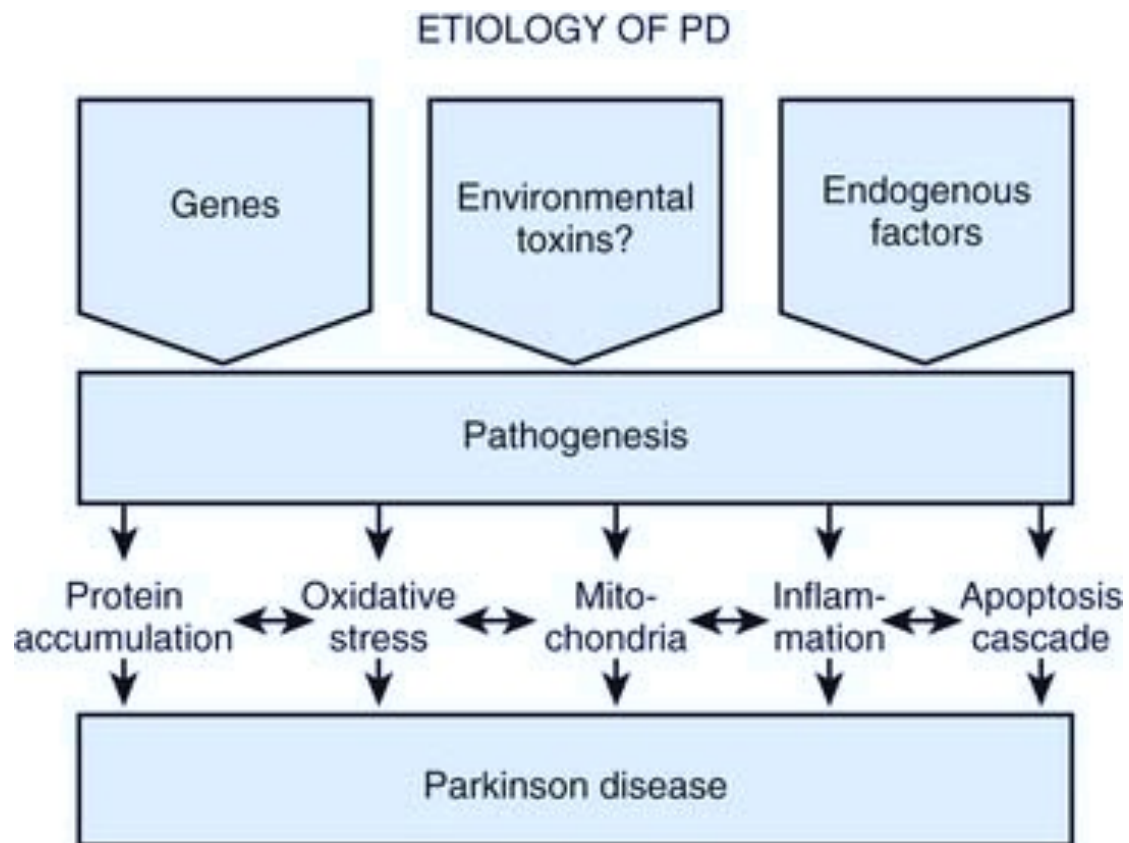 ETIOLOGY OF PD
Genes
Environmental
toxins?
Endogenous
factors
Pathogenesis
Protein
accumulation
Oxidative
stress
Mito-
chondria
Inflam-
mation
Apoptosis
cascade
Parkinson disease